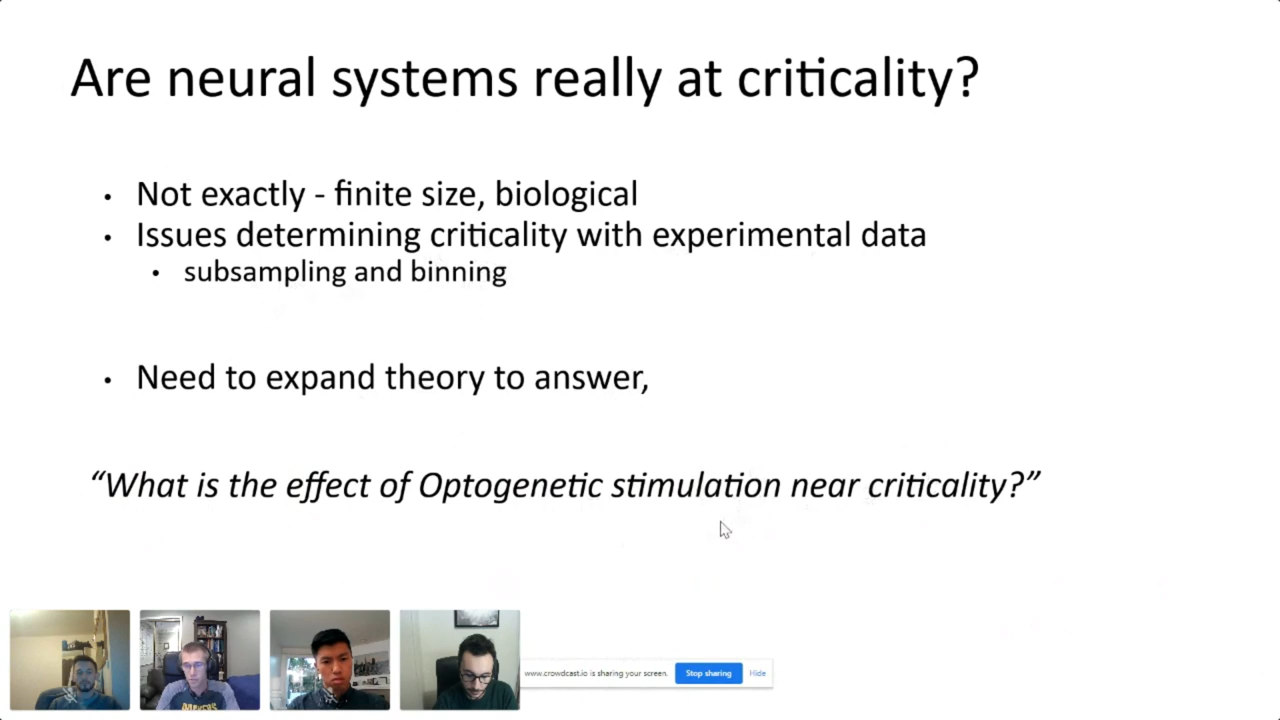 Are neural systems really at criticality?
• Not exactly - finite size, biological
• Issues determining criticality with experimental data
• subsampling and binning
• Need to expand theory to answer,
“What is the effect of Optogenetic stimulation near criticality?”
www.crowdcast.io is sharing your screen. Stop sharing Hide